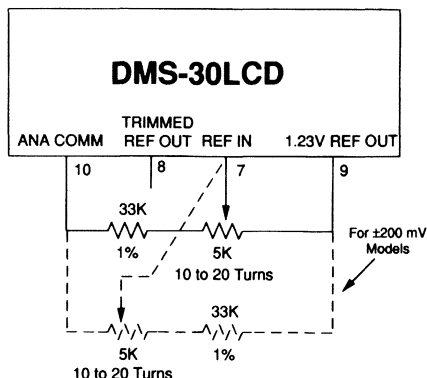 DMS-30LCD
TRIMMED
ANA COMM REF OUT REF IN 1.23V REF OUT
10 8 7 9
33K
1%
5K
10 to 20 Turns
For ±200 mV
Models
33K
1%
5K
10 to 20 Turns